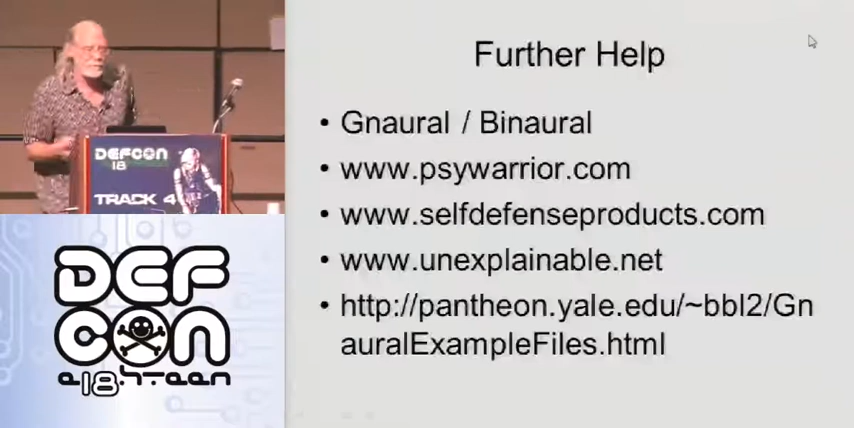 DEFCON
18
TRACK 4
DEF
CON
e18hteen
Further Help
• Gnaural / Binaural
• www.psywarrior.com
• www.selfdefenseproducts.com
• www.unexplainable.net
• http://pantheon.yale.edu/~bbl2/Gn
auralExampleFiles.html